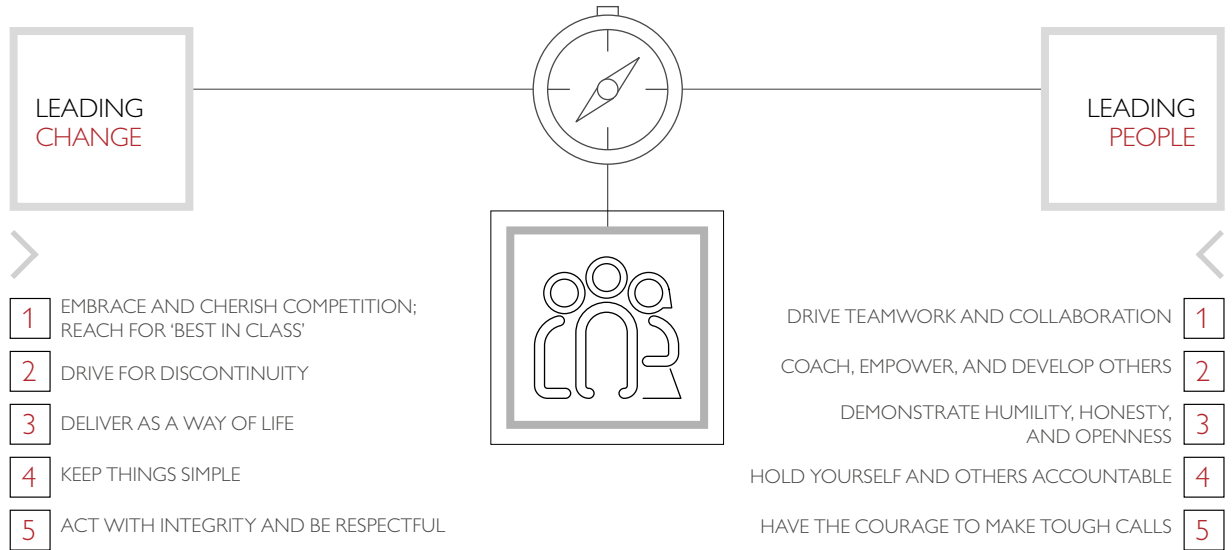 LEADING
CHANGE
LEADING
PEOPLE
1
EMBRACE AND CHERISH COMPETITION;
REACH FOR ‘BEST IN CLASS’
2
DRIVE FOR DISCONTINUITY
3
DELIVER AS A WAY OF LIFE
4
KEEP THINGS SIMPLE
5
ACT WITH INTEGRITY AND BE RESPECTFUL
DRIVE TEAMWORK AND COLLABORATION
1
COACH, EMPOWER, AND DEVELOP OTHERS
2
DEMONSTRATE HUMILITY, HONESTY,
AND OPENNESS
3
HOLD YOURSELF AND OTHERS ACCOUNTABLE
4
HAVE THE COURAGE TO MAKE TOUGH CALLS
5